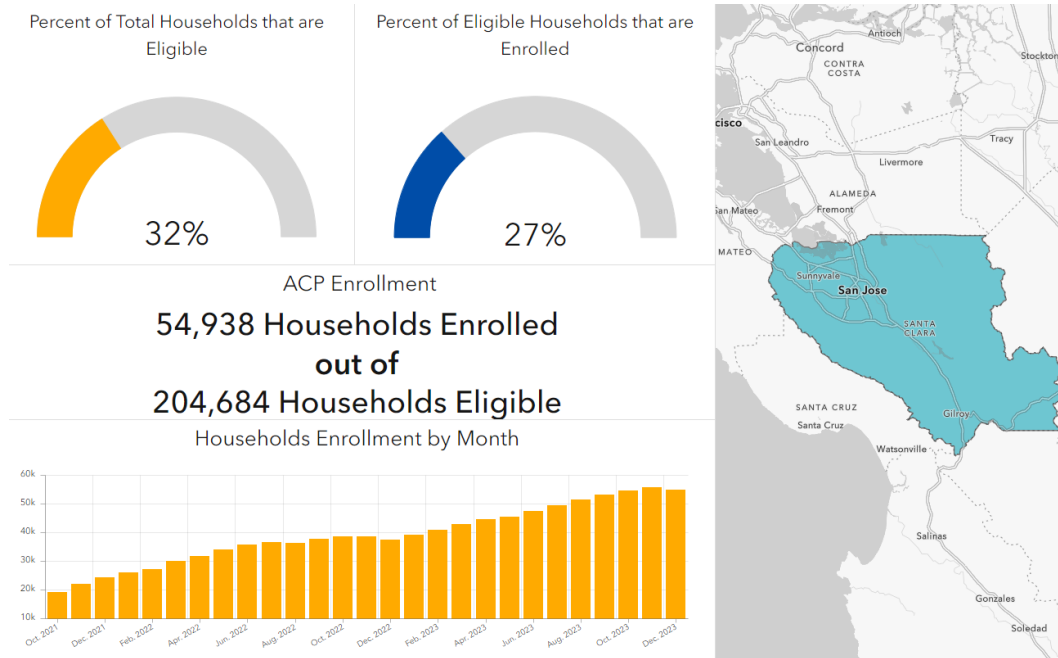 Percent of Total Households that are
Eligible
32%
Percent of Eligible Households that are
Enrolled
27%
ACP Enrollment
54,938 Households Enrolled
out of
204,684 Households Eligible
Households Enrollment by Month
60k
50k
40k
30k
20k
10k
Oct. 2021
Dec. 2021
Feb. 2022
Apr. 2022
Jun. 2022
Aug. 2022
Oct. 2022
Dec. 2022
Feb. 2023
Apr. 2023
Jun. 2023
Aug. 2023
Oct. 2023
Dec. 2023
Antioch
Concord
CONTRA
COSTA
Stockton
cisco
San Leandro
Tracy
Livermore
ALAMEDA
San Mateo
Fremont
MATEO
Sunnyvale
San Jose
SANTA
CLARA
SANTA CRUZ
Santa Cruz
Gilroy
Watsonville
Salinas
Gonzales
Soledad